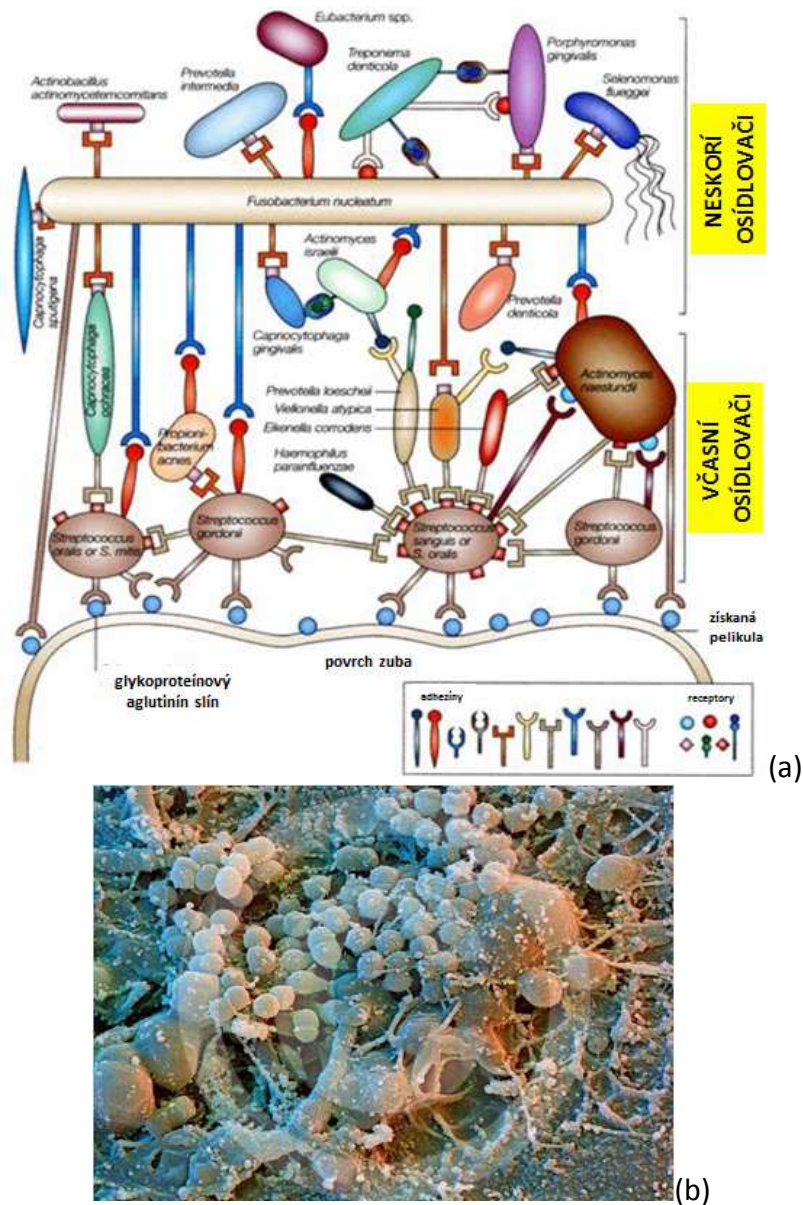 Eubacterium spp.
Treponema
denticola
Porphyromonas
gingivalis
Prevotella
intermedia
Actinobacillus
actinomycetemcomitans
Selenomonas
flueggei
NESKORÍ
OSÍDLOVAČI
Fusobacterium nucleatum
Actinomyces
israelii
Capnocytophaga
sputigena
Capnocytophaga
gingivalis
Prevotella
denticola
Capnocytophaga
ochracea
Actinomyces
naeslundii
Prevotella loescheii
Viellonella atypica
Eikenella corrodens
Propioni-
bacterium
acnes
Haemophilus
parainfluenzae
VČASNÍ
OSÍDLOVAČI
Streptococcus
oralis or S. mitis
Streptococcus
gordonii
Streptococcus
sanguis or
S. oralis
Streptococcus
gordonii
získaná
pelikula
povrch zuba
glykoproteínový
aglutinín slín
adhezíny
receptory
(a)
(b)